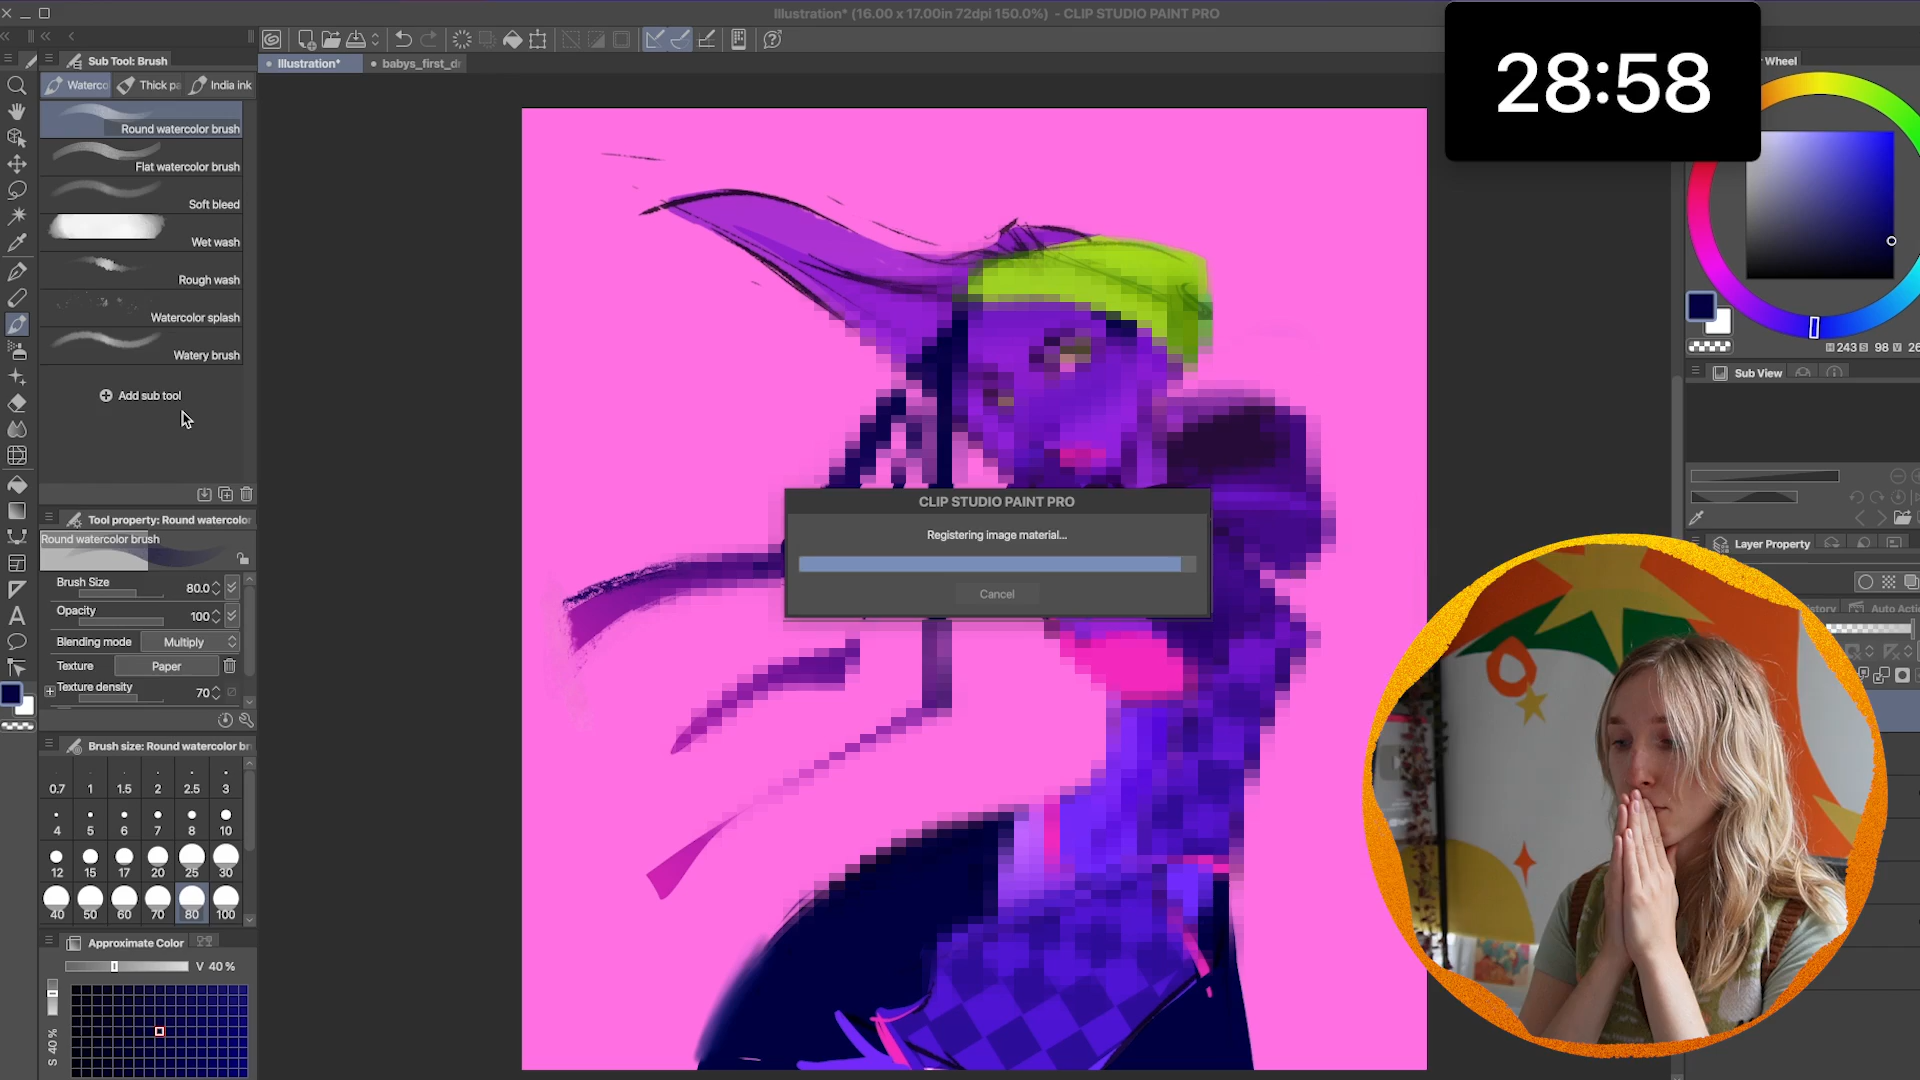 Illustration* (16.00 x 17.00in 72dpi 150.0%) - CLIP STUDIO PAINT PRO
28:58
Sub Tool: Brush
Illustration*
babys_first_dr
Waterco
Thick pa
India ink
Round watercolor brush
Flat watercolor brush
Soft bleed
Wet wash
Rough wash
Watercolor splash
Watery brush
Add sub tool
Tool property: Round watercolor
Round watercolor brush
Brush Size
80.0
Opacity
100
Blending mode
Multiply
Texture
Paper
Texture density
70
Brush size: Round watercolor br
0.7 1 1.5 2 2.5 3
4 5 6 7 8 10
12 15 17 20 25 30
40 50 60 70 80 100
Approximate Color
V 40 %
S 40 %
CLIP STUDIO PAINT PRO
Registering image material...
Cancel
Wheel
H 243 S 98 V 26
Sub View
Layer Property
istory
Auto Acti